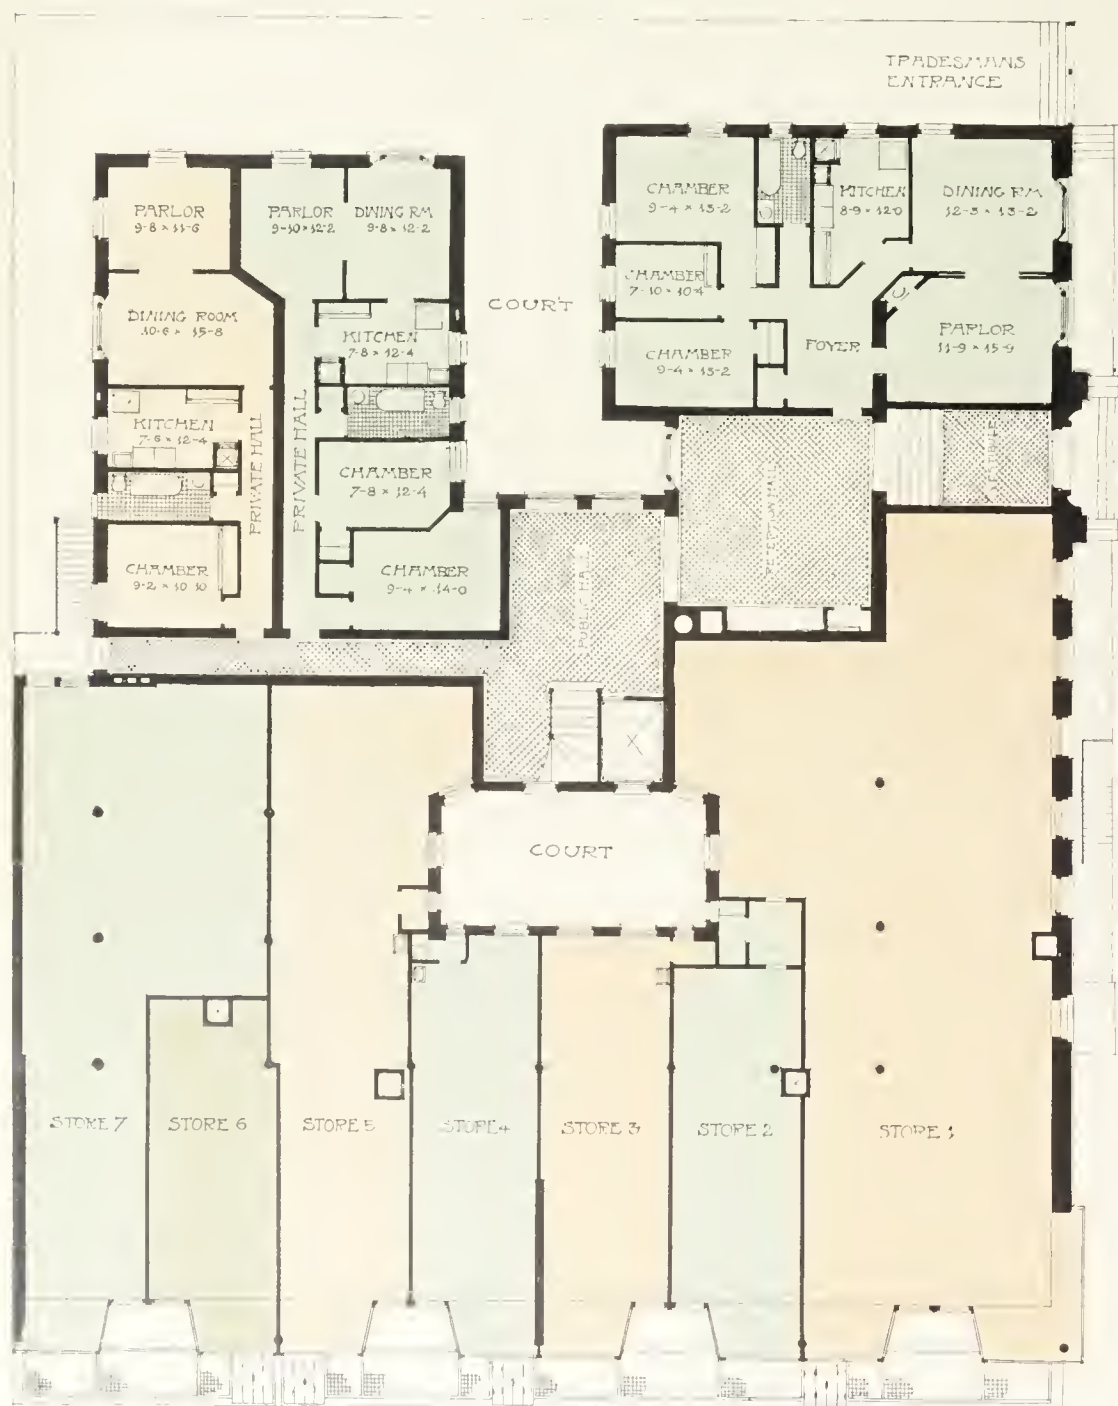 TRADESMANS
ENTRANCE
PARLOR
9-8 × 11-6
PARLOR
9-10 × 12-2
DINING RM
9-8 × 12-2
DINING ROOM
10-6 × 15-8
KITCHEN
7-8 × 12-4
KITCHEN
7-6 × 12-4
PRIVATE HALL
PRIVATE HALL
CHAMBER
7-8 × 12-4
CHAMBER
9-2 × 10-10
CHAMBER
9-4 × 14-0
COURT
CHAMBER
9-4 × 13-2
KITCHEN
8-9 × 12-0
DINING RM
12-3 × 13-2
CHAMBER
7-10 × 10-4
CHAMBER
9-4 × 13-2
FOYER
PARLOR
11-9 × 15-9
VESTIBULE
RECEPTION HALL
PUBLIC HALL
COURT
STORE 7
STORE 6
STORE 5
STORE 4
STORE 3
STORE 2
STORE 1